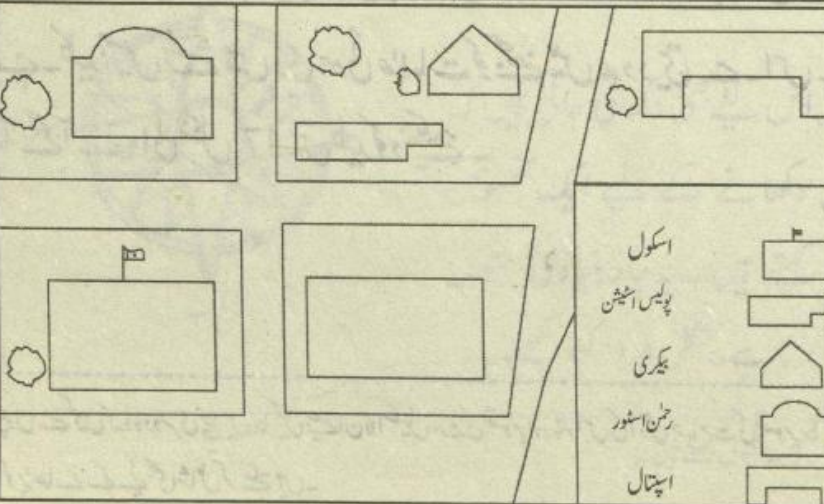 اسکول
پولیس اسٹیشن
بیکری
رحمٰن اسٹور
اسپتال